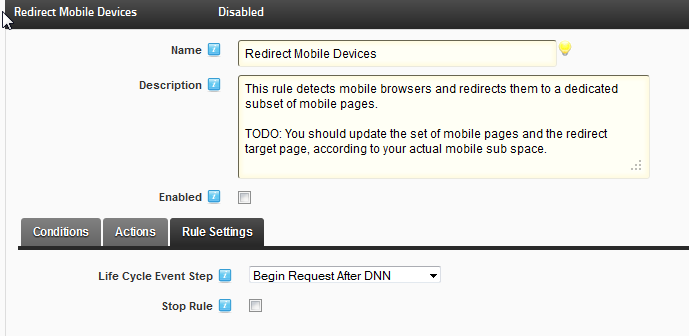 Redirect Mobile Devices Disabled
Name Redirect Mobile Devices
Description This rule detects mobile browsers and redirects them to a dedicated
subset of mobile pages.
TODO: You should update the set of mobile pages and the redirect
target page, according to your actual mobile sub space.
Enabled
Conditions Actions Rule Settings
Life Cycle Event Step Begin Request After DNN
Stop Rule